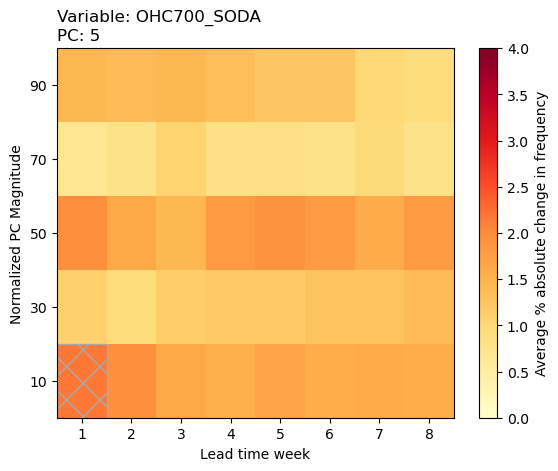 Variable: OHC700_SODA
PC: 5
90
70
50
30
10
Normalized PC Magnitude
1 2 3 4 5 6 7 8
Lead time week
4.0
3.5
3.0
2.5
2.0
1.5
1.0
0.5
0.0
Average % absolute change in frequency